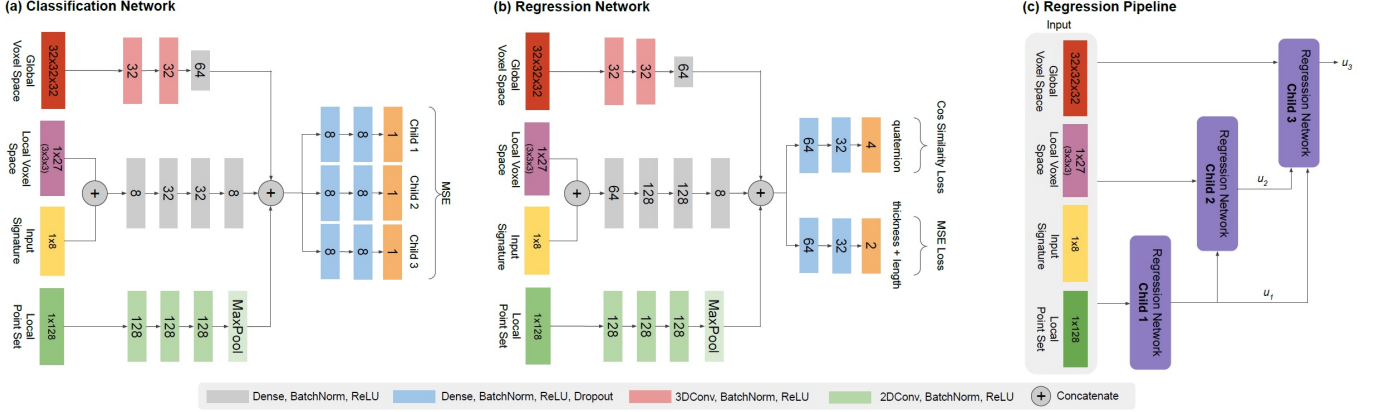 (a) Classification Network
Global
Voxel Space
32x32x32
32
32
64
Local Voxel
Space
1x27
(3x3x3)
+
8
32
32
8
+
Input
Signature
1x8
Local
Point Set
1x128
128
128
128
MaxPool
8
8
1
Child 1
8
8
1
Child 2
8
8
1
Child 3
MSE
(b) Regression Network
Global
Voxel Space
32x32x32
32
32
64
Local Voxel
Space
1x27
(3x3x3)
+
64
128
128
8
+
Input
Signature
1x8
Local
Point Set
1x128
128
128
128
MaxPool
64
32
4
quaternion
Cos Similarity Loss
64
32
2
thickness + length
MSE Loss
(c) Regression Pipeline
Input
Global
Voxel Space
32x32x32
Local Voxel
Space
1x27
(3x3x3)
Input
Signature
1x8
Local
Point Set
1x128
Regression Network
Child 1
Regression Network
Child 2
Regression Network
Child 3
u1
u2
u3
Dense, BatchNorm, ReLU
Dense, BatchNorm, ReLU, Dropout
3DConv, BatchNorm, ReLU
2DConv, BatchNorm, ReLU
+ Concatenate